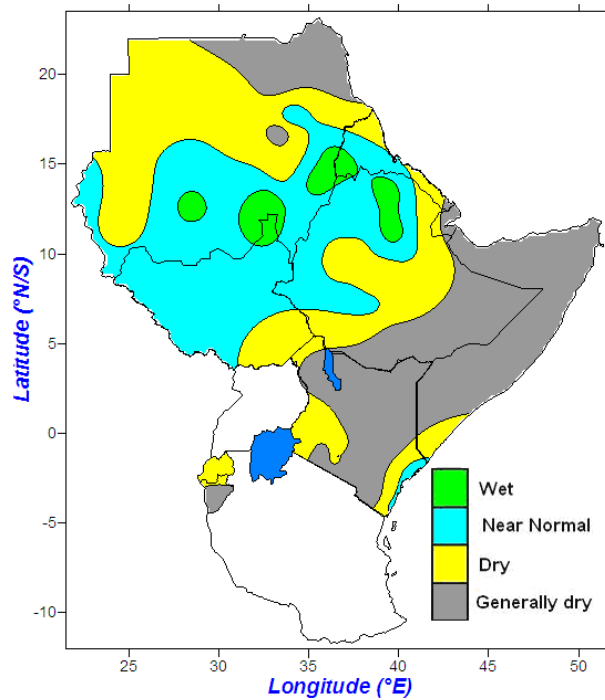 20
15
10
5
0
-5
-10
Latitude (°N/S)
Wet
Near Normal
Dry
Generally dry
25 30 35 40 45 50
Longitude (°E)